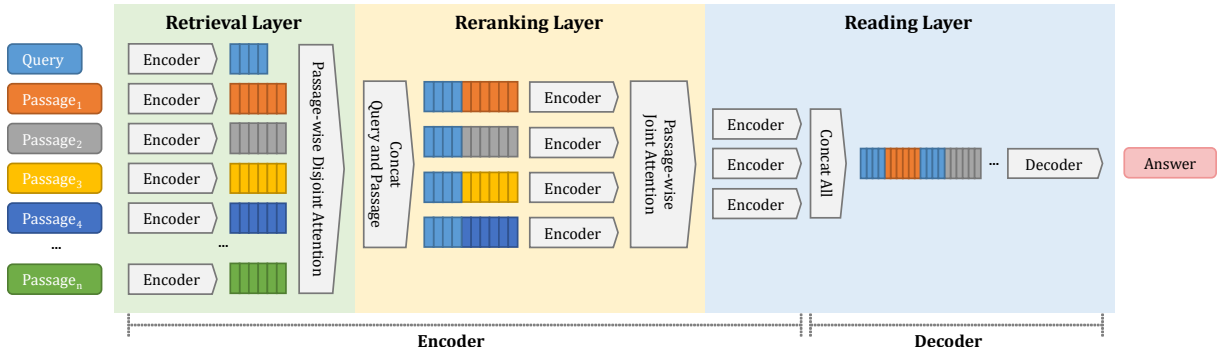 Retrieval Layer
Reranking Layer
Reading Layer
Query
Passage1
Passage2
Passage3
Passage4
...
Passagen
Encoder
Encoder
Encoder
Encoder
Encoder
...
Encoder
Passage-wise Disjoint Attention
Concat
Query and Passage
Encoder
Encoder
Encoder
Encoder
Passage-wise
Joint Attention
Encoder
Encoder
Encoder
Concat All
...
Decoder
Answer
Encoder
Decoder